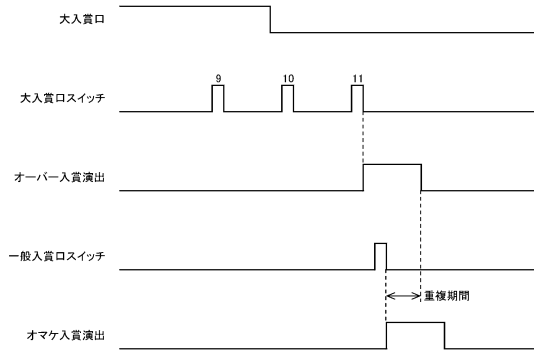 大入賞口
大入賞口スイッチ
9 10 11
オーバー入賞演出
一般入賞口スイッチ
重複期間
オマケ入賞演出